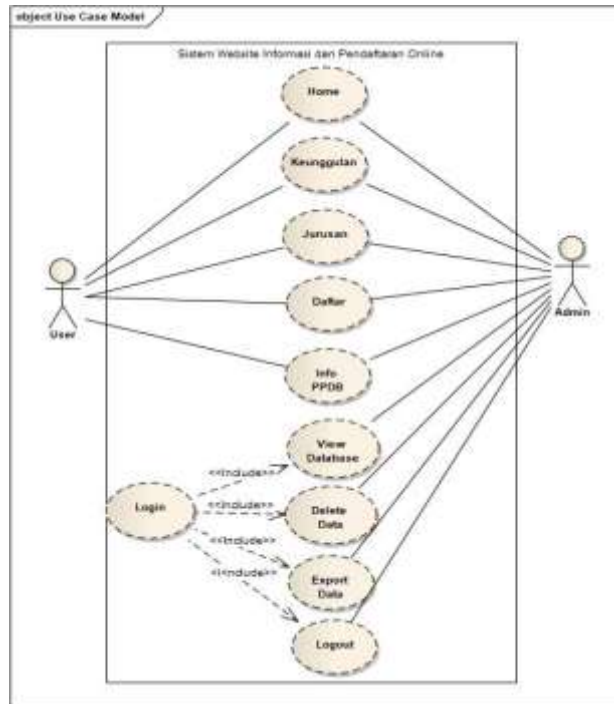 object Use Case Model
Sistem Website Informasi dan Pendaftaran Online
Home
Keunggulan
Jurusan
Daftar
User
Admin
Info
PPDB
View
Database
<<Include>>
Login
<<Include>>
Delete
Data
<<Include>>
Export
Data
<<Include>>
Logout